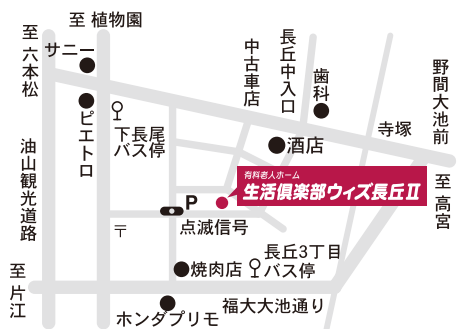 至 植物園
至 六本松
サニー
ピエトロ
下長尾
バス停
中古車店
長丘中入口
歯科
酒店
寺塚
野間大池前
至 高宮
油山観光道路
有料老人ホーム
生活倶楽部ウィズ長丘Ⅱ
P
点滅信号
〒
長丘3丁目
バス停
焼肉店
至 片江
ホンダプリモ
福大大池通り